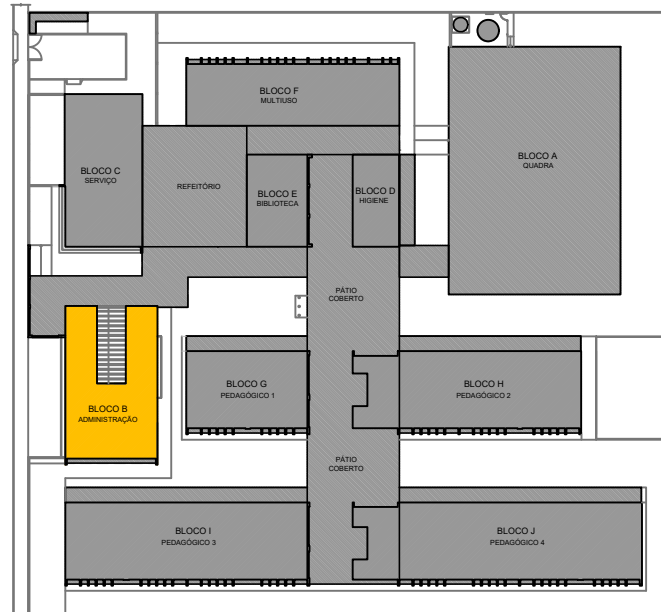 BLOCO F
MULTIUSO
BLOCO A
QUADRA
BLOCO C
SERVIÇO
REFEITÓRIO
BLOCO E
BIBLIOTECA
BLOCO D
HIGIENE
PÁTIO
COBERTO
BLOCO B
ADMINISTRAÇÃO
BLOCO G
PEDAGÓGICO 1
BLOCO H
PEDAGÓGICO 2
PÁTIO
COBERTO
BLOCO I
PEDAGÓGICO 3
BLOCO J
PEDAGÓGICO 4